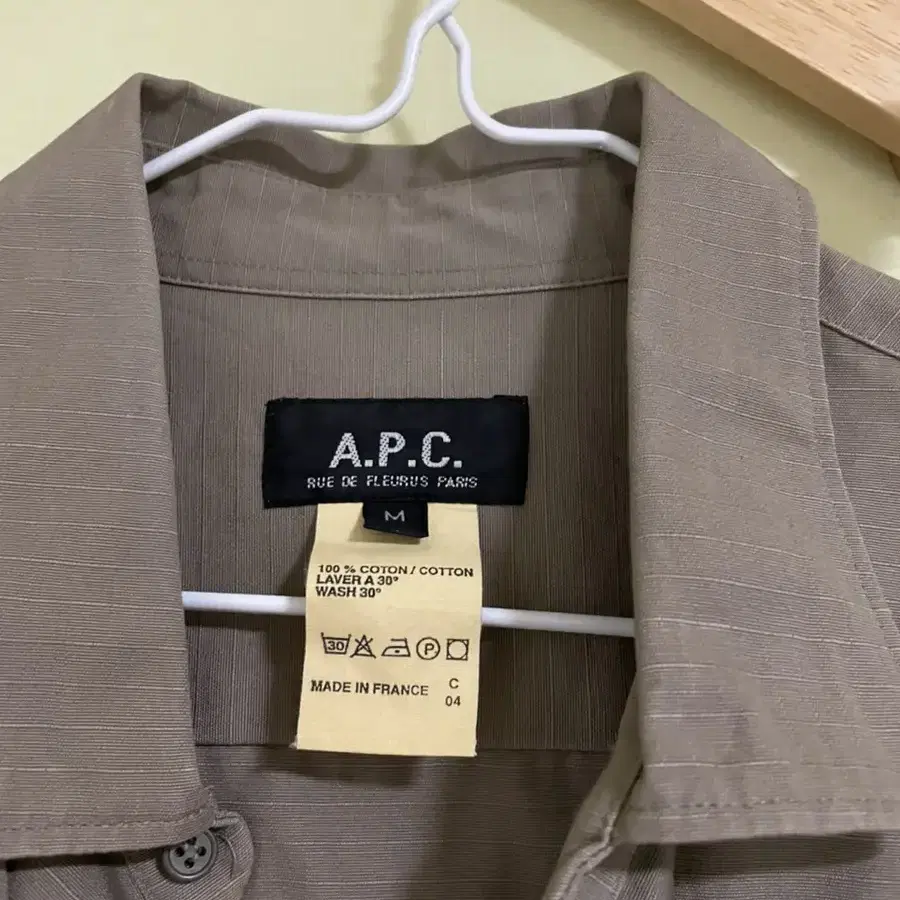 A.P.C.
RUE DE FLEURUS PARIS
M
100 % COTON / COTTON
LAVER A 30°
WASH 30°
30 P
MADE IN FRANCE C
04